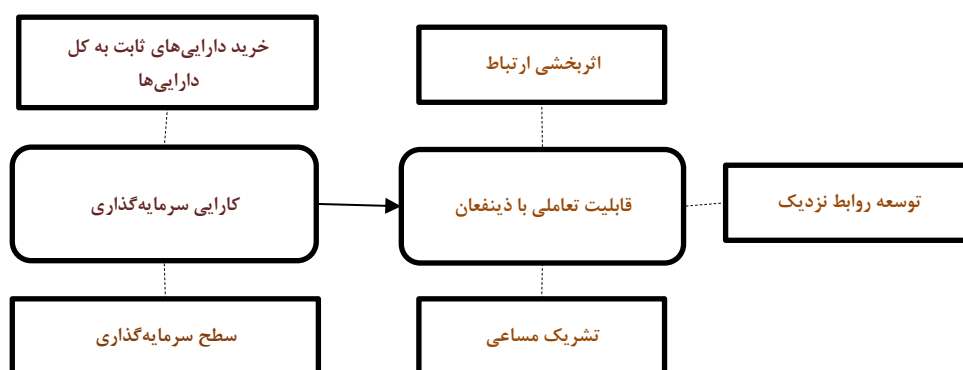 خرید دارایی‌های ثابت به کل
دارایی‌ها
اثربخشی ارتباط
کارایی سرمایه‌گذاری
قابلیت تعاملی با ذینفعان
توسعه روابط نزدیک
سطح سرمایه‌گذاری
تشریک مساعی